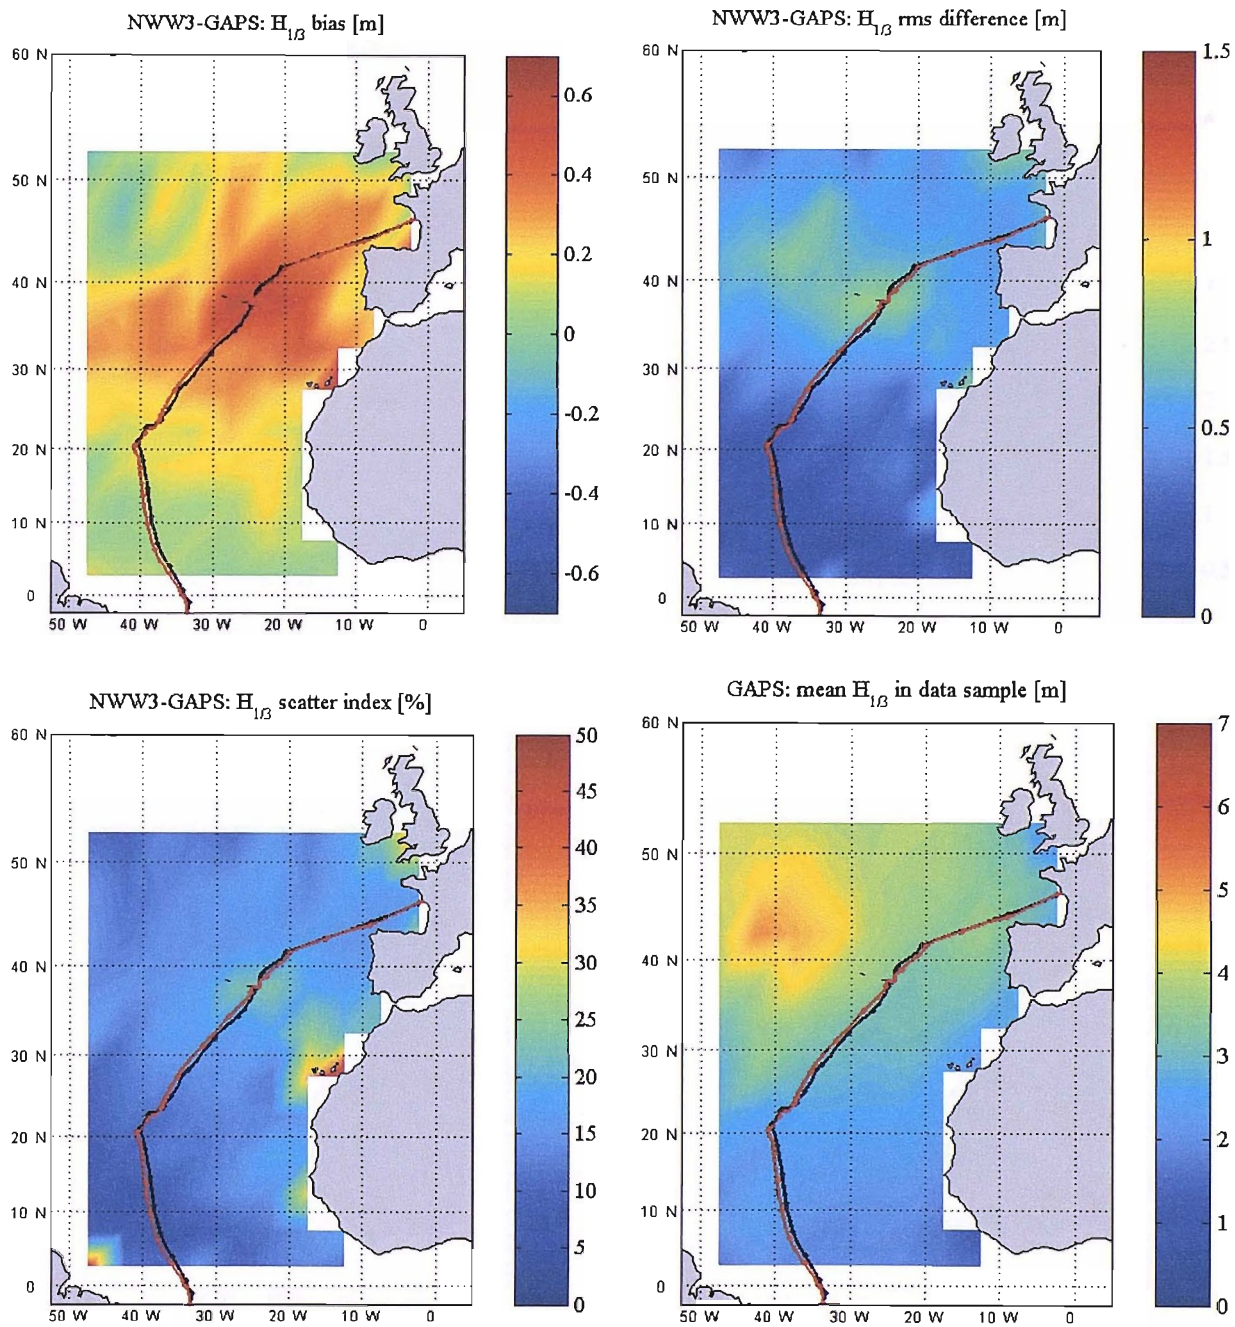 NWW3-GAPS: H1/3 bias [m]
60 N
50 N
40 N
30 N
20 N
10 N
0
50 W 40 W 30 W 20 W 10 W 0
0.6
0.4
0.2
0
-0.2
-0.4
-0.6
NWW3-GAPS: H1/3 rms difference [m]
60 N
50 N
40 N
30 N
20 N
10 N
0
50 W 40 W 30 W 20 W 10 W 0
1.5
1
0.5
0
NWW3-GAPS: H1/3 scatter index [%]
60 N
50 N
40 N
30 N
20 N
10 N
0
50 W 40 W 30 W 20 W 10 W 0
50
45
40
35
30
25
20
15
10
5
0
GAPS: mean H1/3 in data sample [m]
60 N
50 N
40 N
30 N
20 N
10 N
0
50 W 40 W 30 W 20 W 10 W 0
7
6
5
4
3
2
1
0